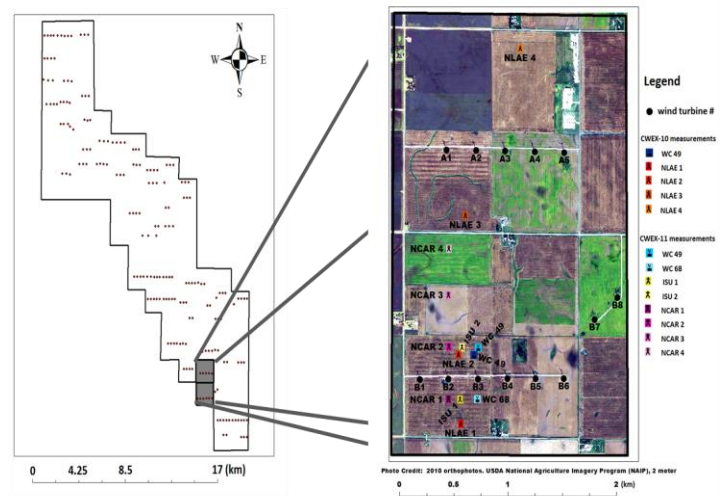 N
W
E
S
0 4.25 8.5 17 (km)
NLAE 4
A1 A2 A3 A4 A5
NLAE 3
NCAR 4
NCAR 3
B8
B7
ISU 2
WC 49
NCAR 2
NLAE 2
WC 49
B1 B2 B3 B4 B5 B6
NCAR 1
ISU 1
WC 68
NLAE 1
Photo Credit: 2010 orthophotos. USDA National Agriculture Imagery Program (NAIP), 2 meter
0 0.5 1 2 (km)
Legend
wind turbine #
CWEX-10 measurements
WC 49
NLAE 1
NLAE 2
NLAE 3
NLAE 4
CWEX-11 measurements
WC 49
WC 68
ISU 1
ISU 2
NCAR 1
NCAR 2
NCAR 3
NCAR 4